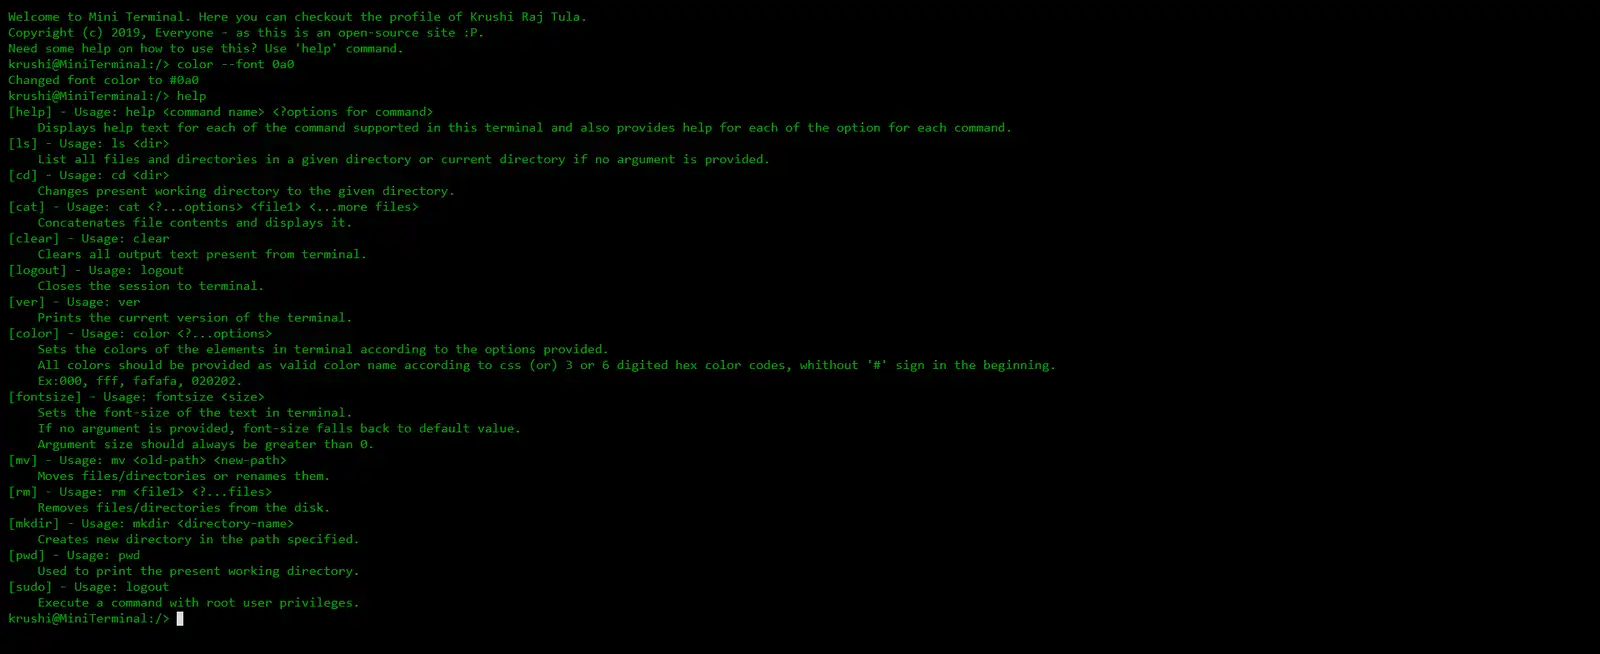 Welcome to Mini Terminal. Here you can checkout the profile of Krushi Raj Tula.
Copyright (c) 2019, Everyone - as this is an open-source site :P.
Need some help on how to use this? Use 'help' command.
krushi@MiniTerminal:/> color --font 0a0
Changed font color to #0a0
krushi@MiniTerminal:/> help
[help] - Usage: help <command name> <?options for command>
    Displays help text for each of the command supported in this terminal and also provides help for each of the option for each command.
[ls] - Usage: ls <dir>
    List all files and directories in a given directory or current directory if no argument is provided.
[cd] - Usage: cd <dir>
    Changes present working directory to the given directory.
[cat] - Usage: cat <?...options> <file1> <...more files>
    Concatenates file contents and displays it.
[clear] - Usage: clear
    Clears all output text present from terminal.
[logout] - Usage: logout
    Closes the session to terminal.
[ver] - Usage: ver
    Prints the current version of the terminal.
[color] - Usage: color <?...options>
    Sets the colors of the elements in terminal according to the options provided.
    All colors should be provided as valid color name according to css (or) 3 or 6 digited hex color codes, whithout '#' sign in the beginning.
    Ex:000, fff, fafafa, 020202.
[fontsize] - Usage: fontsize <size>
    Sets the font-size of the text in terminal.
    If no argument is provided, font-size falls back to default value.
    Argument size should always be greater than 0.
[mv] - Usage: mv <old-path> <new-path>
    Moves files/directories or renames them.
[rm] - Usage: rm <file1> <?...files>
    Removes files/directories from the disk.
[mkdir] - Usage: mkdir <directory-name>
    Creates new directory in the path specified.
[pwd] - Usage: pwd
    Used to print the present working directory.
[sudo] - Usage: logout
    Execute a command with root user privileges.
krushi@MiniTerminal:/>